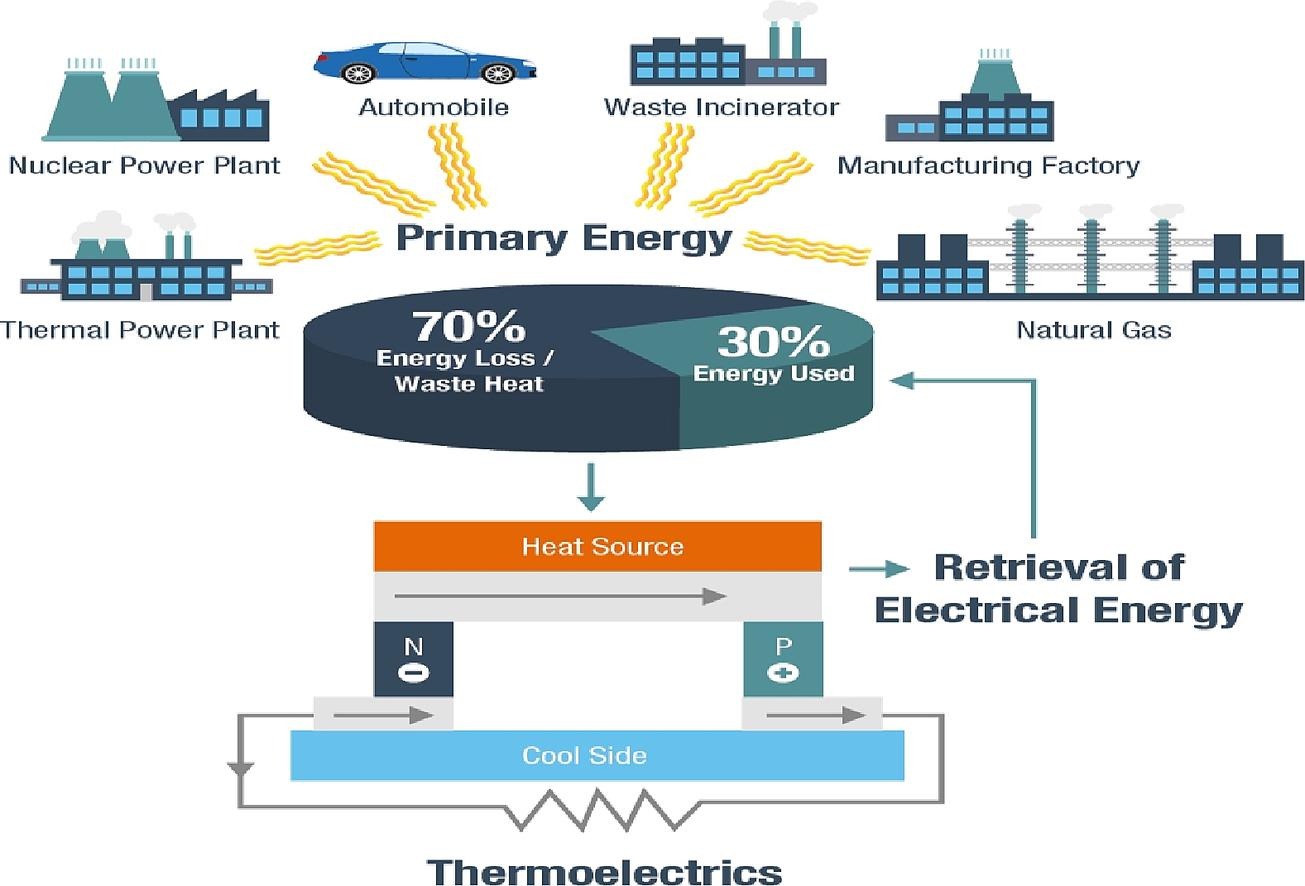 Automobile
Waste Incinerator
Nuclear Power Plant
Manufacturing Factory
Primary Energy
Thermal Power Plant
Natural Gas
70%
Energy Loss /
Waste Heat
30%
Energy Used
Heat Source
Retrieval of
Electrical Energy
N
P
Cool Side
Thermoelectrics